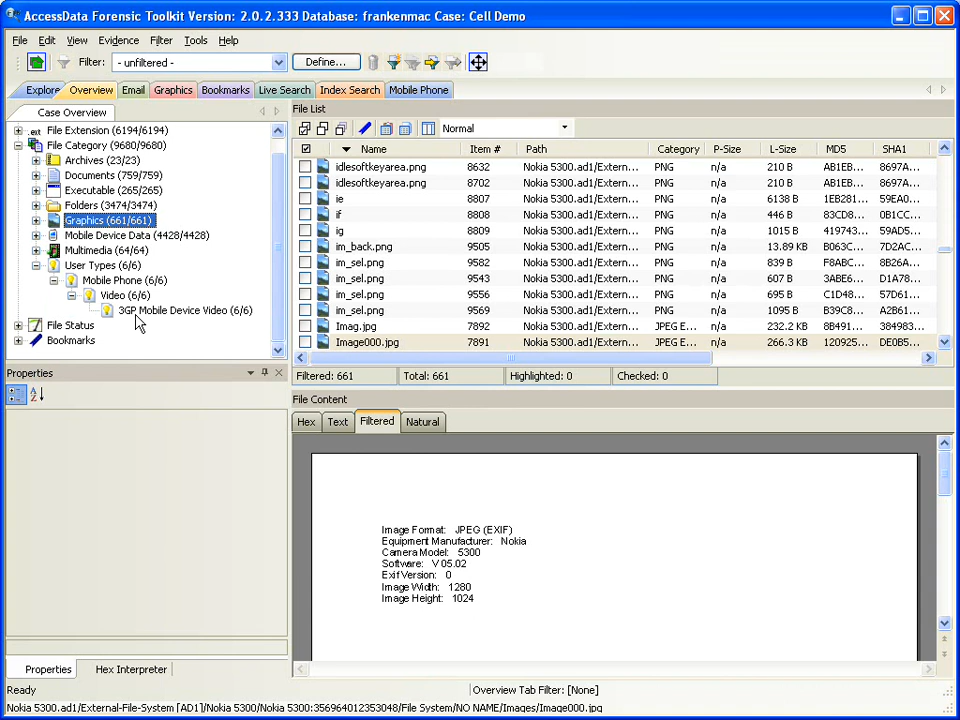 AccessData Forensic Toolkit Version: 2.0.2.333 Database: frankenmac Case: Cell Demo
File Edit View Evidence Filter Tools Help
Filter: - unfiltered - Define...
Explore Overview Email Graphics Bookmarks Live Search Index Search Mobile Phone
Case Overview
File Extension (6194/6194)
File Category (9680/9680)
Archives (23/23)
Documents (759/759)
Executable (265/265)
Folders (3474/3474)
Graphics (661/661)
Mobile Device Data (4428/4428)
Multimedia (64/64)
User Types (6/6)
Mobile Phone (6/6)
Video (6/6)
3GP Mobile Device Video (6/6)
File Status
Bookmarks
File List
Normal
Name Item # Path Category P-Size L-Size MD5 SHA1
idlesoftkeyarea.png 8632 Nokia 5300.ad1/Extern... PNG n/a 210 B AB1EB... 8697A...
idlesoftkeyarea.png 8702 Nokia 5300.ad1/Extern... PNG n/a 210 B AB1EB... 8697A...
ie 8807 Nokia 5300.ad1/Extern... PNG n/a 6138 B 1EB281... 59EA0...
if 8808 Nokia 5300.ad1/Extern... PNG n/a 446 B 83CD8... 0B1CC...
ig 8809 Nokia 5300.ad1/Extern... PNG n/a 1015 B 419743... 59AD5...
im_back.png 9505 Nokia 5300.ad1/Extern... PNG n/a 13.89 KB B063C... 7D2AC...
im_sel.png 9582 Nokia 5300.ad1/Extern... PNG n/a 839 B F82B6... B26A...
im_sel.png 9543 Nokia 5300.ad1/Extern... PNG n/a 607 B 3ABE6... D1A78...
im_sel.png 9556 Nokia 5300.ad1/Extern... PNG n/a 695 B C1D48... 57D61...
im_sel.png 9569 Nokia 5300.ad1/Extern... PNG n/a 1095 B B39C8... A2B61...
Imag.jpg 7892 Nokia 5300.ad1/Extern... JPEG E... n/a 232.2 KB 8B491... 384983...
Image000.jpg 7891 Nokia 5300.ad1/Extern... JPEG E... n/a 266.3 KB 120925... DE0B5...
Filtered: 661 Total: 661 Highlighted: 0 Checked: 0
Properties
File Content
Hex Text Filtered Natural
Image Format: JPEG (EXIF)
Equipment Manufacturer: Nokia
Camera Model: 5300
Software: V 05.02
Exif Version: 0
Image Width: 1280
Image Height: 1024
Properties Hex Interpreter
Ready Overview Tab Filter: [None]
Nokia 5300.ad1/External-File-System [AD1]/Nokia 5300/Nokia 5300:356964012353048/File System/NO NAME/Images/Image000.jpg